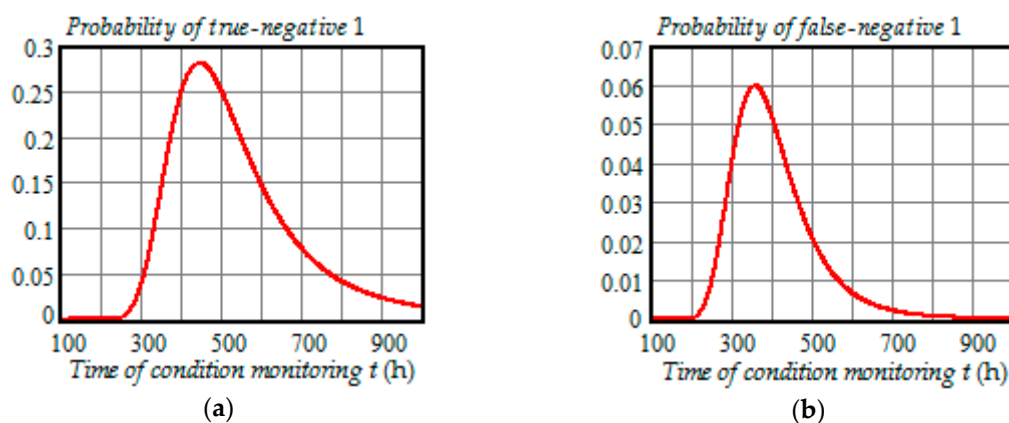 Probability of true-negative 1
0.3
0.25
0.2
0.15
0.1
0.05
0
100 300 500 700 900
Time of condition monitoring t (h)
(a)
Probability of false-negative 1
0.07
0.06
0.05
0.04
0.03
0.02
0.01
0
100 300 500 700 900
Time of condition monitoring t (h)
(b)